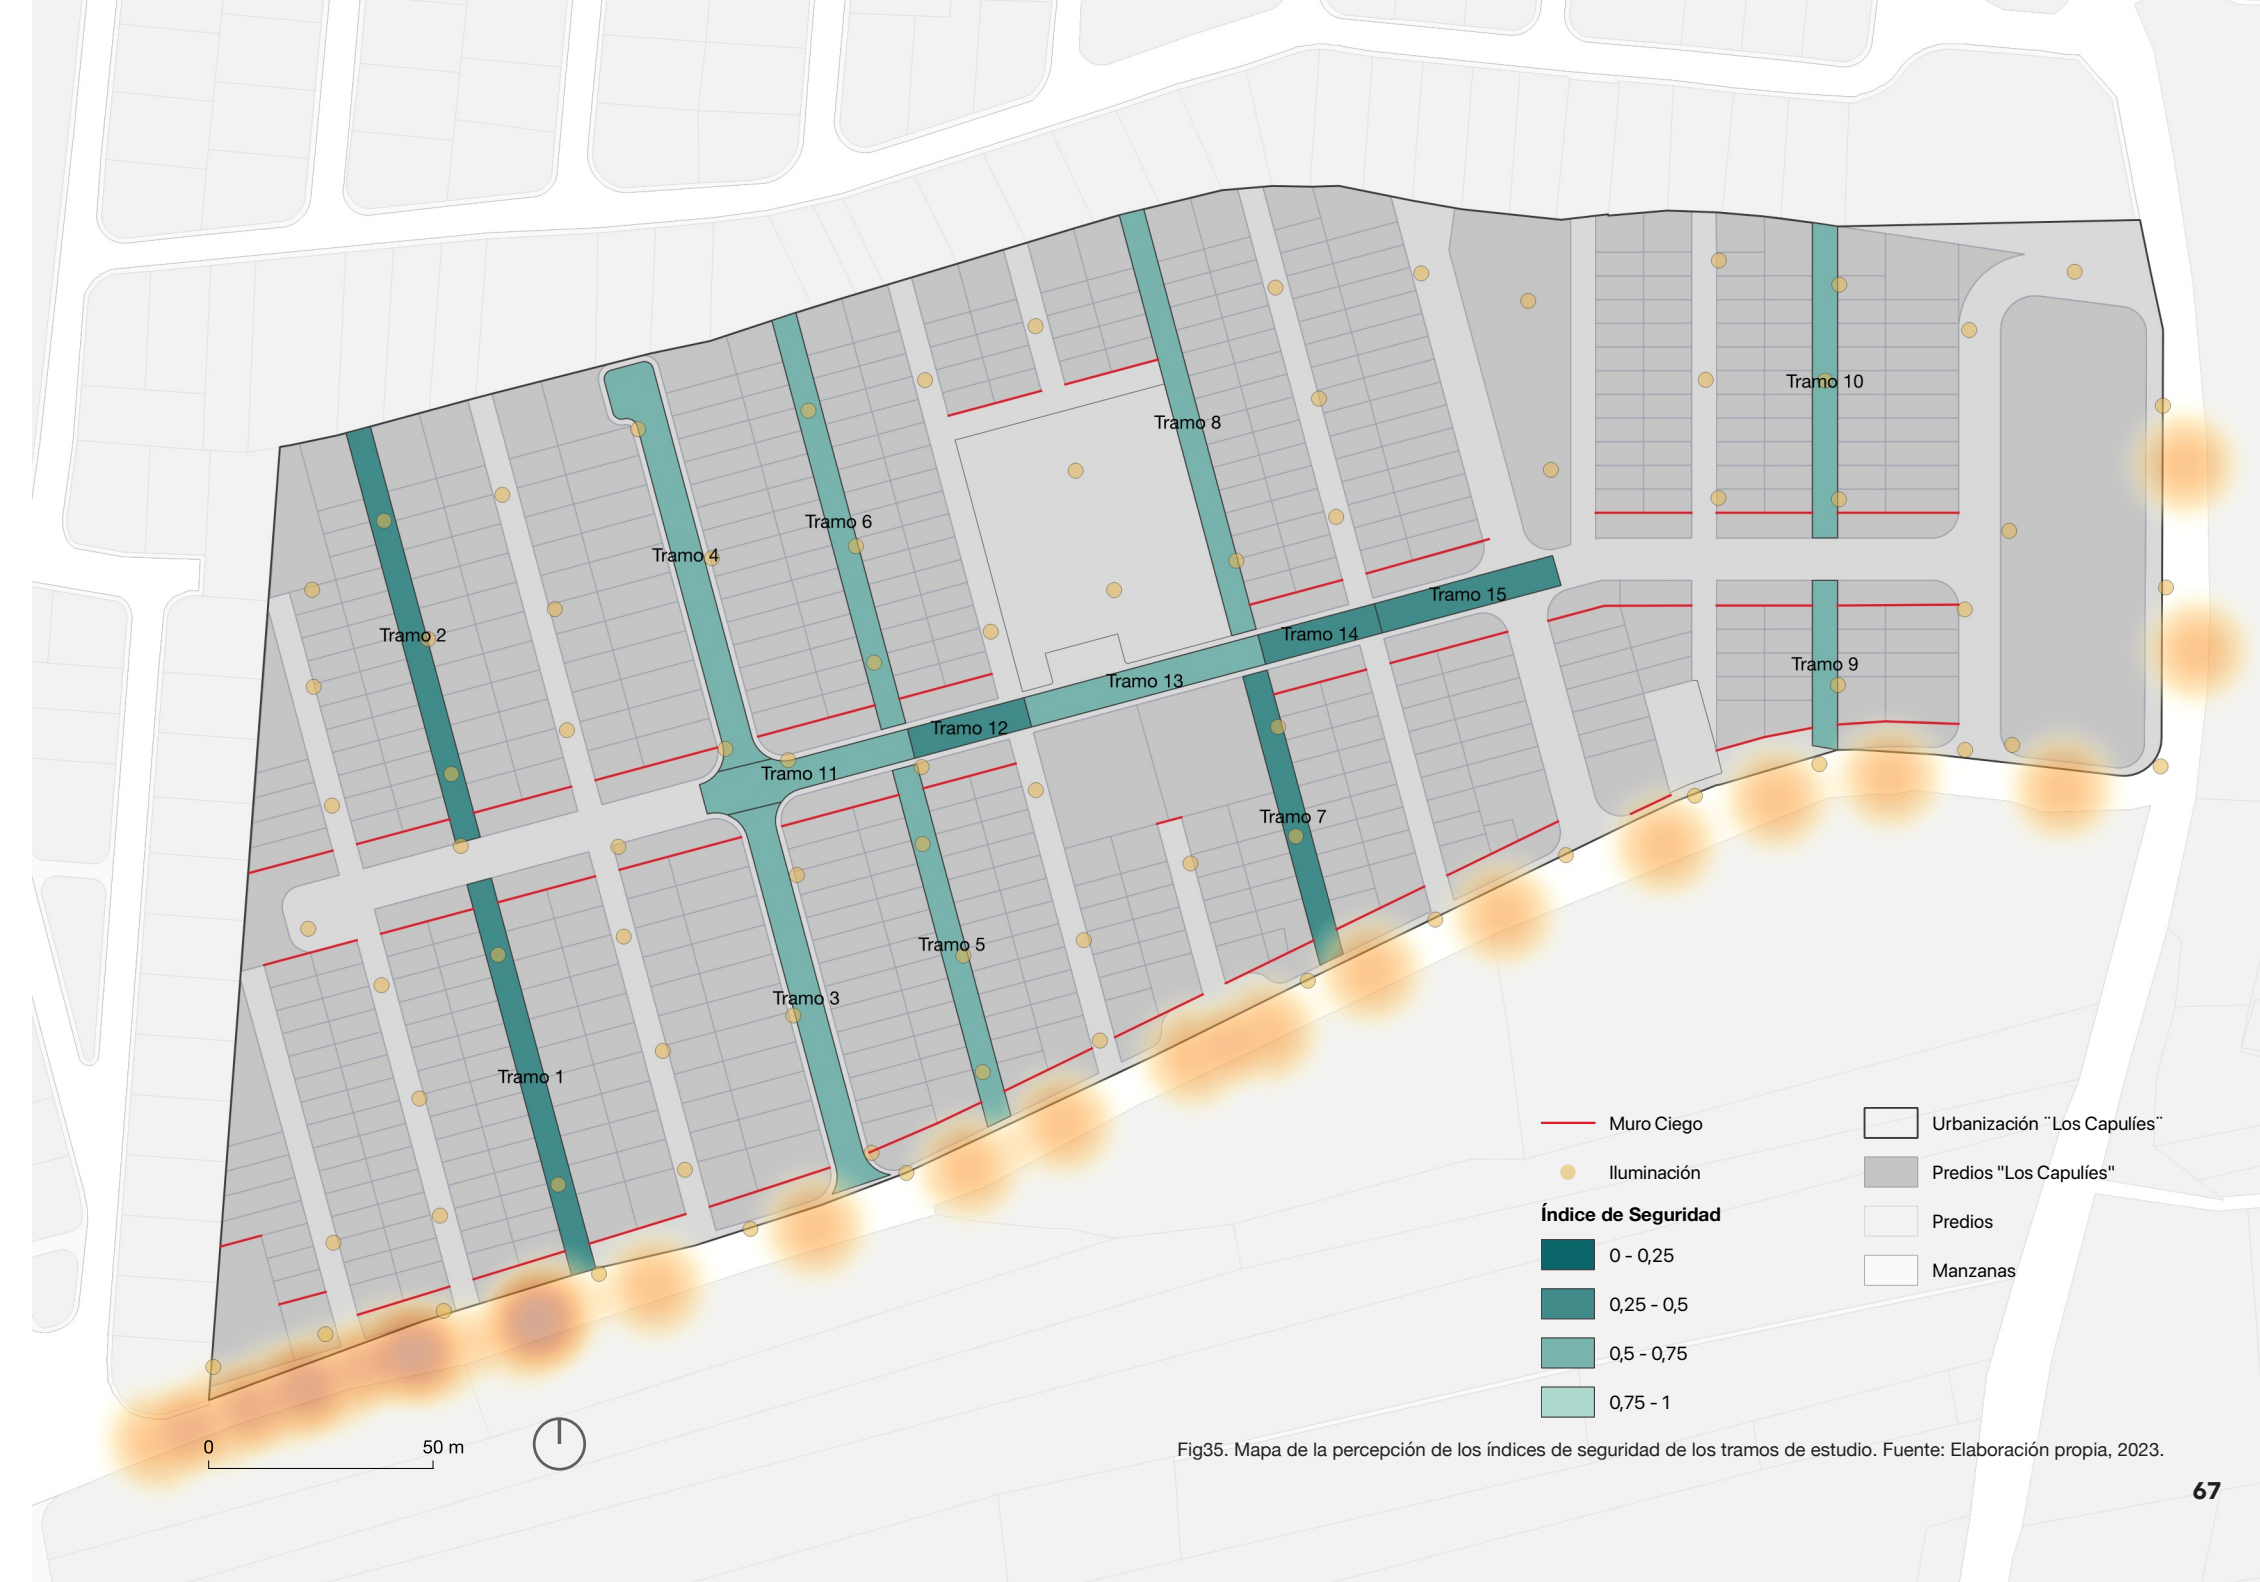 Tramo 10
Tramo 8
Tramo 6
Tramo 4
Tramo 15
Tramo 2
Tramo 14
Tramo 9
Tramo 13
Tramo 12
Tramo 11
Tramo 7
Tramo 5
Tramo 3
Tramo 1
Muro Ciego
Iluminación
Índice de Seguridad
0 - 0,25
0,25 - 0,5
0,5 - 0,75
0,75 - 1
Urbanización ¨Los Capulíes¨
Predios "Los Capulíes"
Predios
Manzanas
0 50 m
Fig35. Mapa de la percepción de los índices de seguridad de los tramos de estudio. Fuente: Elaboración propia, 2023.
67